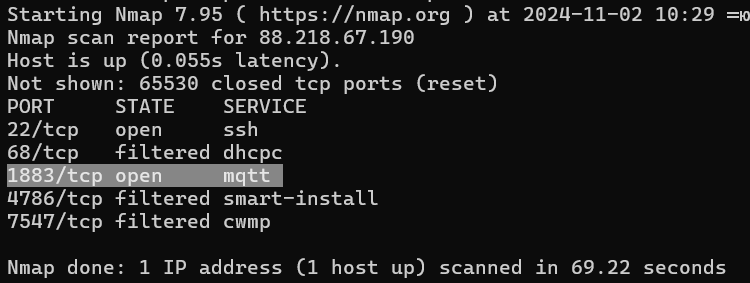 Starting Nmap 7.95 ( https://nmap.org ) at 2024-11-02 10:29
Nmap scan report for 88.218.67.190
Host is up (0.055s latency).
Not shown: 65530 closed tcp ports (reset)
PORT     STATE    SERVICE
22/tcp   open     ssh
68/tcp   filtered dhcpc
1883/tcp open     mqtt
4786/tcp filtered smart-install
7547/tcp filtered cwmp
Nmap done: 1 IP address (1 host up) scanned in 69.22 seconds